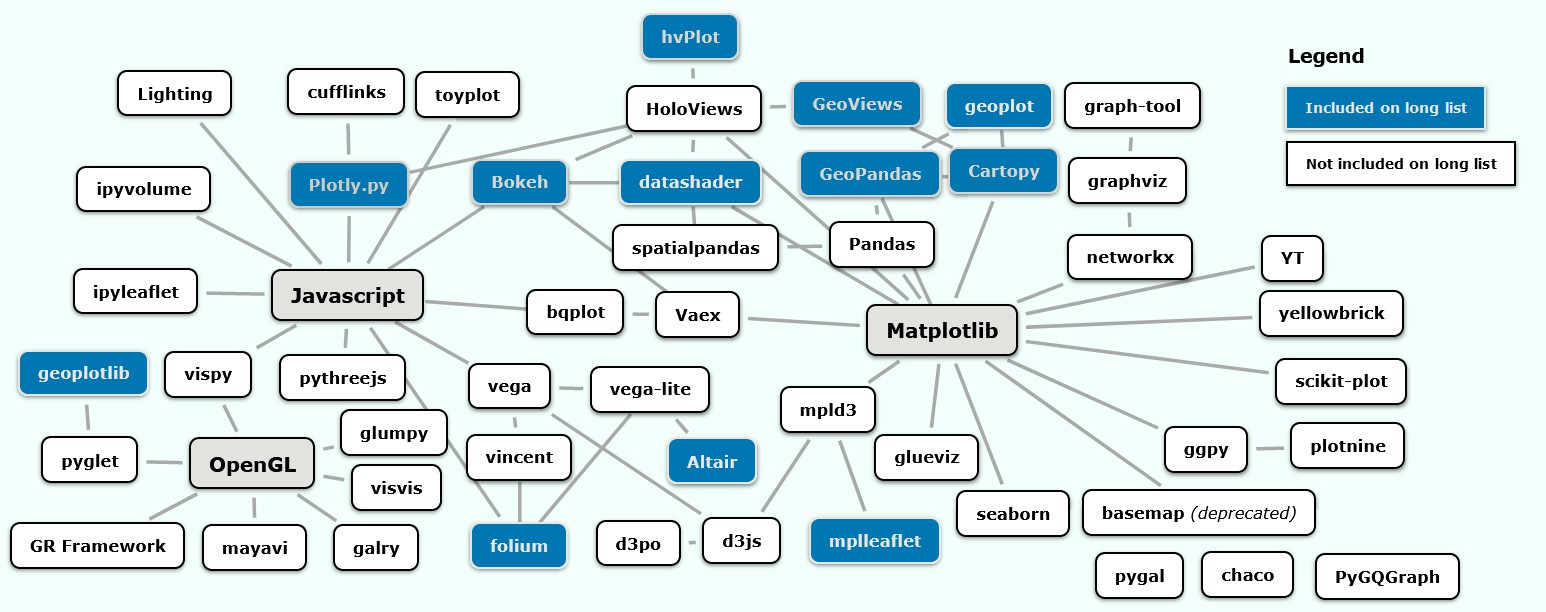 hvPlot
Legend
Lighting
cufflinks
toyplot
HoloViews
GeoViews
geoplot
graph-tool
Included on long list
Not included on long list
ipyvolume
Plotly.py
Bokeh
datashader
GeoPandas
Cartopy
graphviz
spatialpandas
Pandas
networkx
YT
ipyleaflet
Javascript
bqplot
Vaex
Matplotlib
yellowbrick
geoplotlib
vispy
pythreejs
vega
vega-lite
mpld3
scikit-plot
glumpy
pyglet
OpenGL
vincent
Altair
glueviz
ggpy
plotnine
visvis
seaborn
basemap (deprecated)
GR Framework
mayavi
galry
folium
d3po
d3js
mplleaflet
pygal
chaco
PyGQGraph